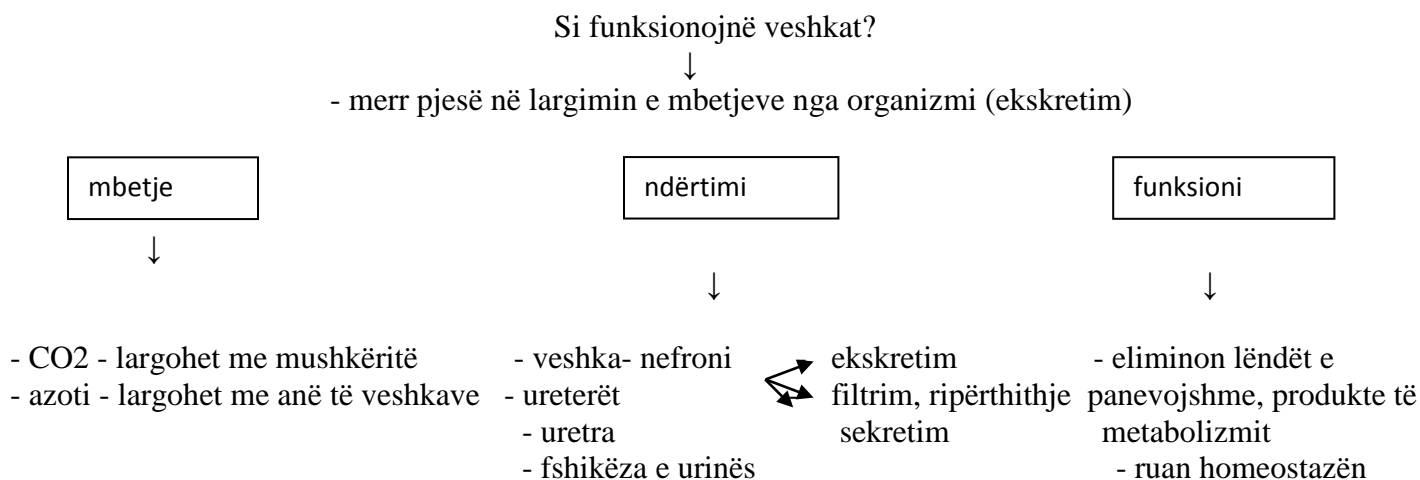 Si funksionojnë veshkat?
↓
- merr pjesë në largimin e mbetjeve nga organizmi (ekskretim)
mbetje
ndërtimi
funksioni
↓
↓
↓
- CO2 - largohet me mushkëritë
- azoti - largohet me anë të veshkave
- veshka- nefroni
- ureterët
- uretra
- fshikëza e urinës
ekskretim
filtrim, ripërthithje
sekretim
- eliminon lëndët e
panevojshme, produkte të
metabolizmit
- ruan homeostazën